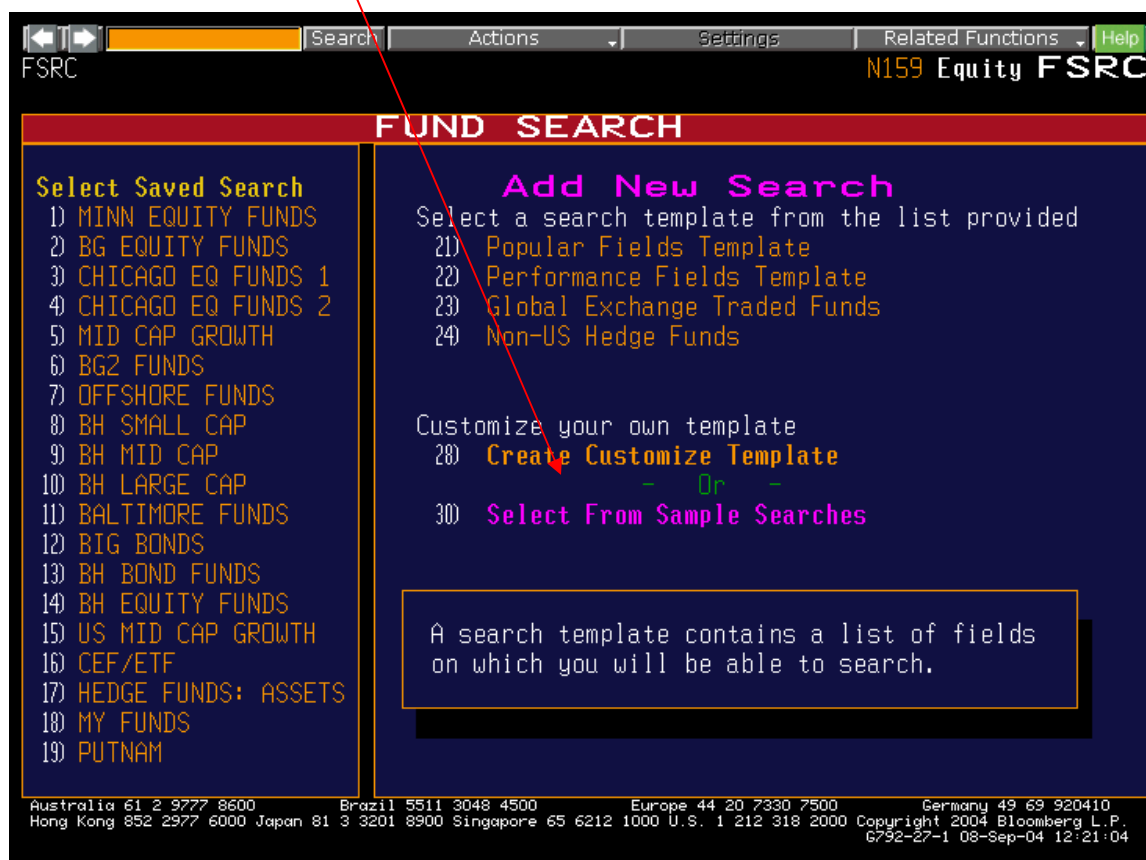 Search Actions Settings Related Functions Help
FSRC N159 Equity FSRC
FUND SEARCH
Select Saved Search
1) MINN EQUITY FUNDS
2) BG EQUITY FUNDS
3) CHICAGO EQ FUNDS 1
4) CHICAGO EQ FUNDS 2
5) MID CAP GROWTH
6) BG2 FUNDS
7) OFFSHORE FUNDS
8) BH SMALL CAP
9) BH MID CAP
10) BH LARGE CAP
11) BALTIMORE FUNDS
12) BIG BONDS
13) BH BOND FUNDS
14) BH EQUITY FUNDS
15) US MID CAP GROWTH
16) CEF/ETF
17) HEDGE FUNDS: ASSETS
18) MY FUNDS
19) PUTNAM
Add New Search
Select a search template from the list provided
21) Popular Fields Template
22) Performance Fields Template
23) Global Exchange Traded Funds
24) Non-US Hedge Funds
Customize your own template
28) Create Customize Template
- Or -
30) Select From Sample Searches
A search template contains a list of fields
on which you will be able to search.
Australia 61 2 9777 8600 Brazil 5511 3048 4500 Europe 44 20 7330 7500 Germany 49 69 920410
Hong Kong 852 2977 6000 Japan 81 3 3201 8900 Singapore 65 6212 1000 U.S. 1 212 318 2000 Copyright 2004 Bloomberg L.P.
G792-27-1 08-Sep-04 12:21:04